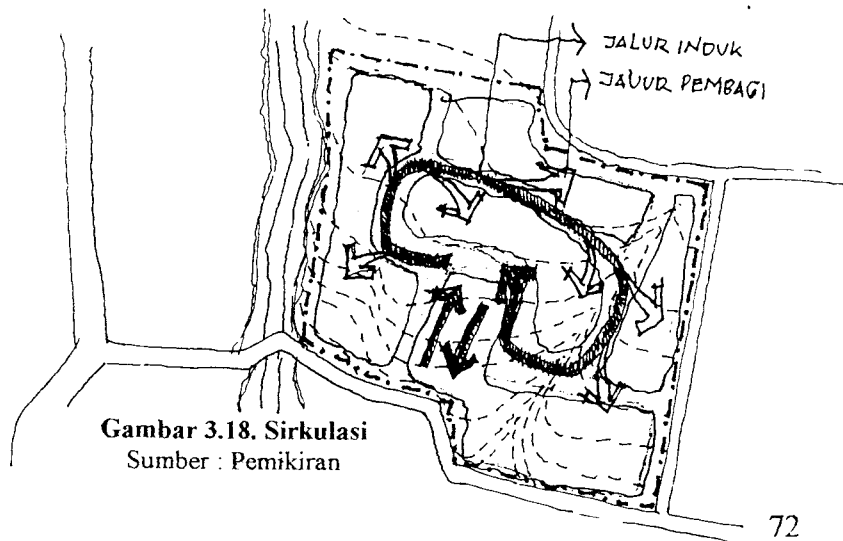 JALUR INDUK
JALUR PEMBAGI
Gambar 3.18. Sirkulasi
Sumber : Pemikiran
72